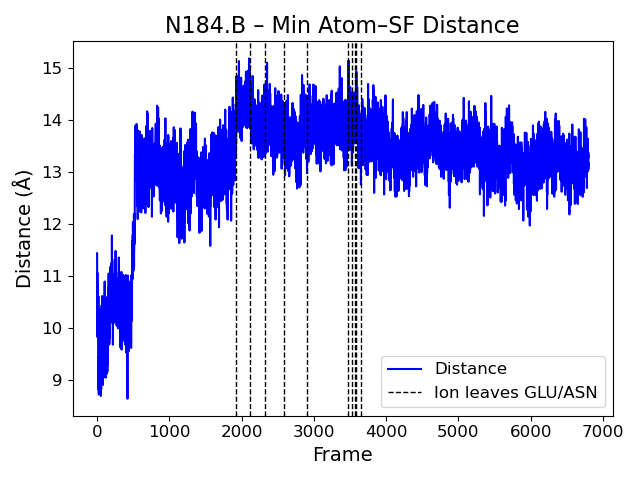 N184.B – Min Atom–SF Distance
Distance (Å)
15
14
13
12
11
10
9
Distance
Ion leaves GLU/ASN
0 1000 2000 3000 4000 5000 6000 7000
Frame